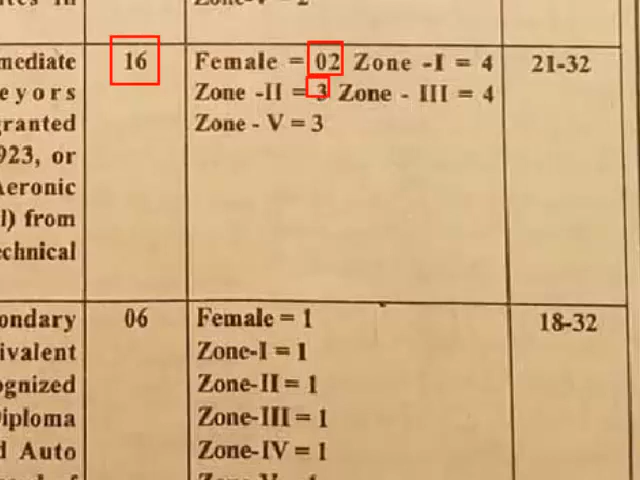 Zone-V = 2
mediate 16 Female = 02 Zone -I = 4 21-32
eyors Zone -II = 3 Zone - III = 4
granted Zone - V = 3
923, or
Aeronic
l) from
echnical
ondary 06 Female = 1 18-32
ivalent Zone-I = 1
ognized Zone-II = 1
Diploma Zone-III = 1
d Auto Zone-IV = 1